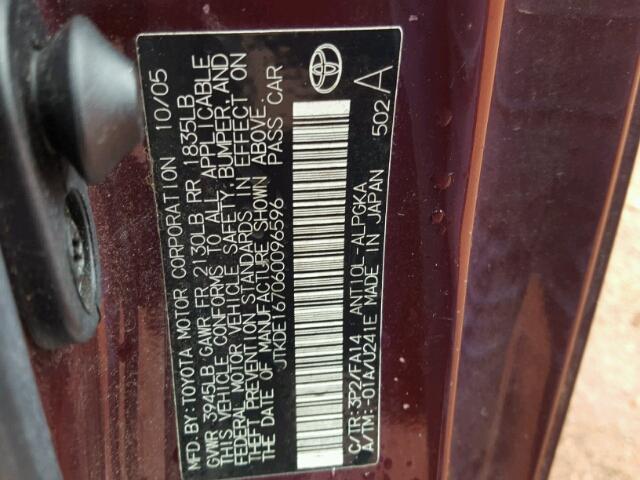 MFD.BY:TOYOTA MOTOR CORPORATION 10/05
GVWR 3945LB GAWR FR 2130LB RR 1835LB
THIS VEHICLE CONFORMS TO ALL APPLICABLE
FEDERAL MOTOR VEHICLE SAFETY,BUMPER,AND
THEFT PREVENTION STANDARDS IN EFFECT ON
THE DATE OF MANUFACTURE SHOWN ABOVE.
JTKDE167060096596 PASS CAR
C/TR:3P2/FA14 ANT10L-ALPGKA 502 A
A/TM:-01A/U241E MADE IN JAPAN